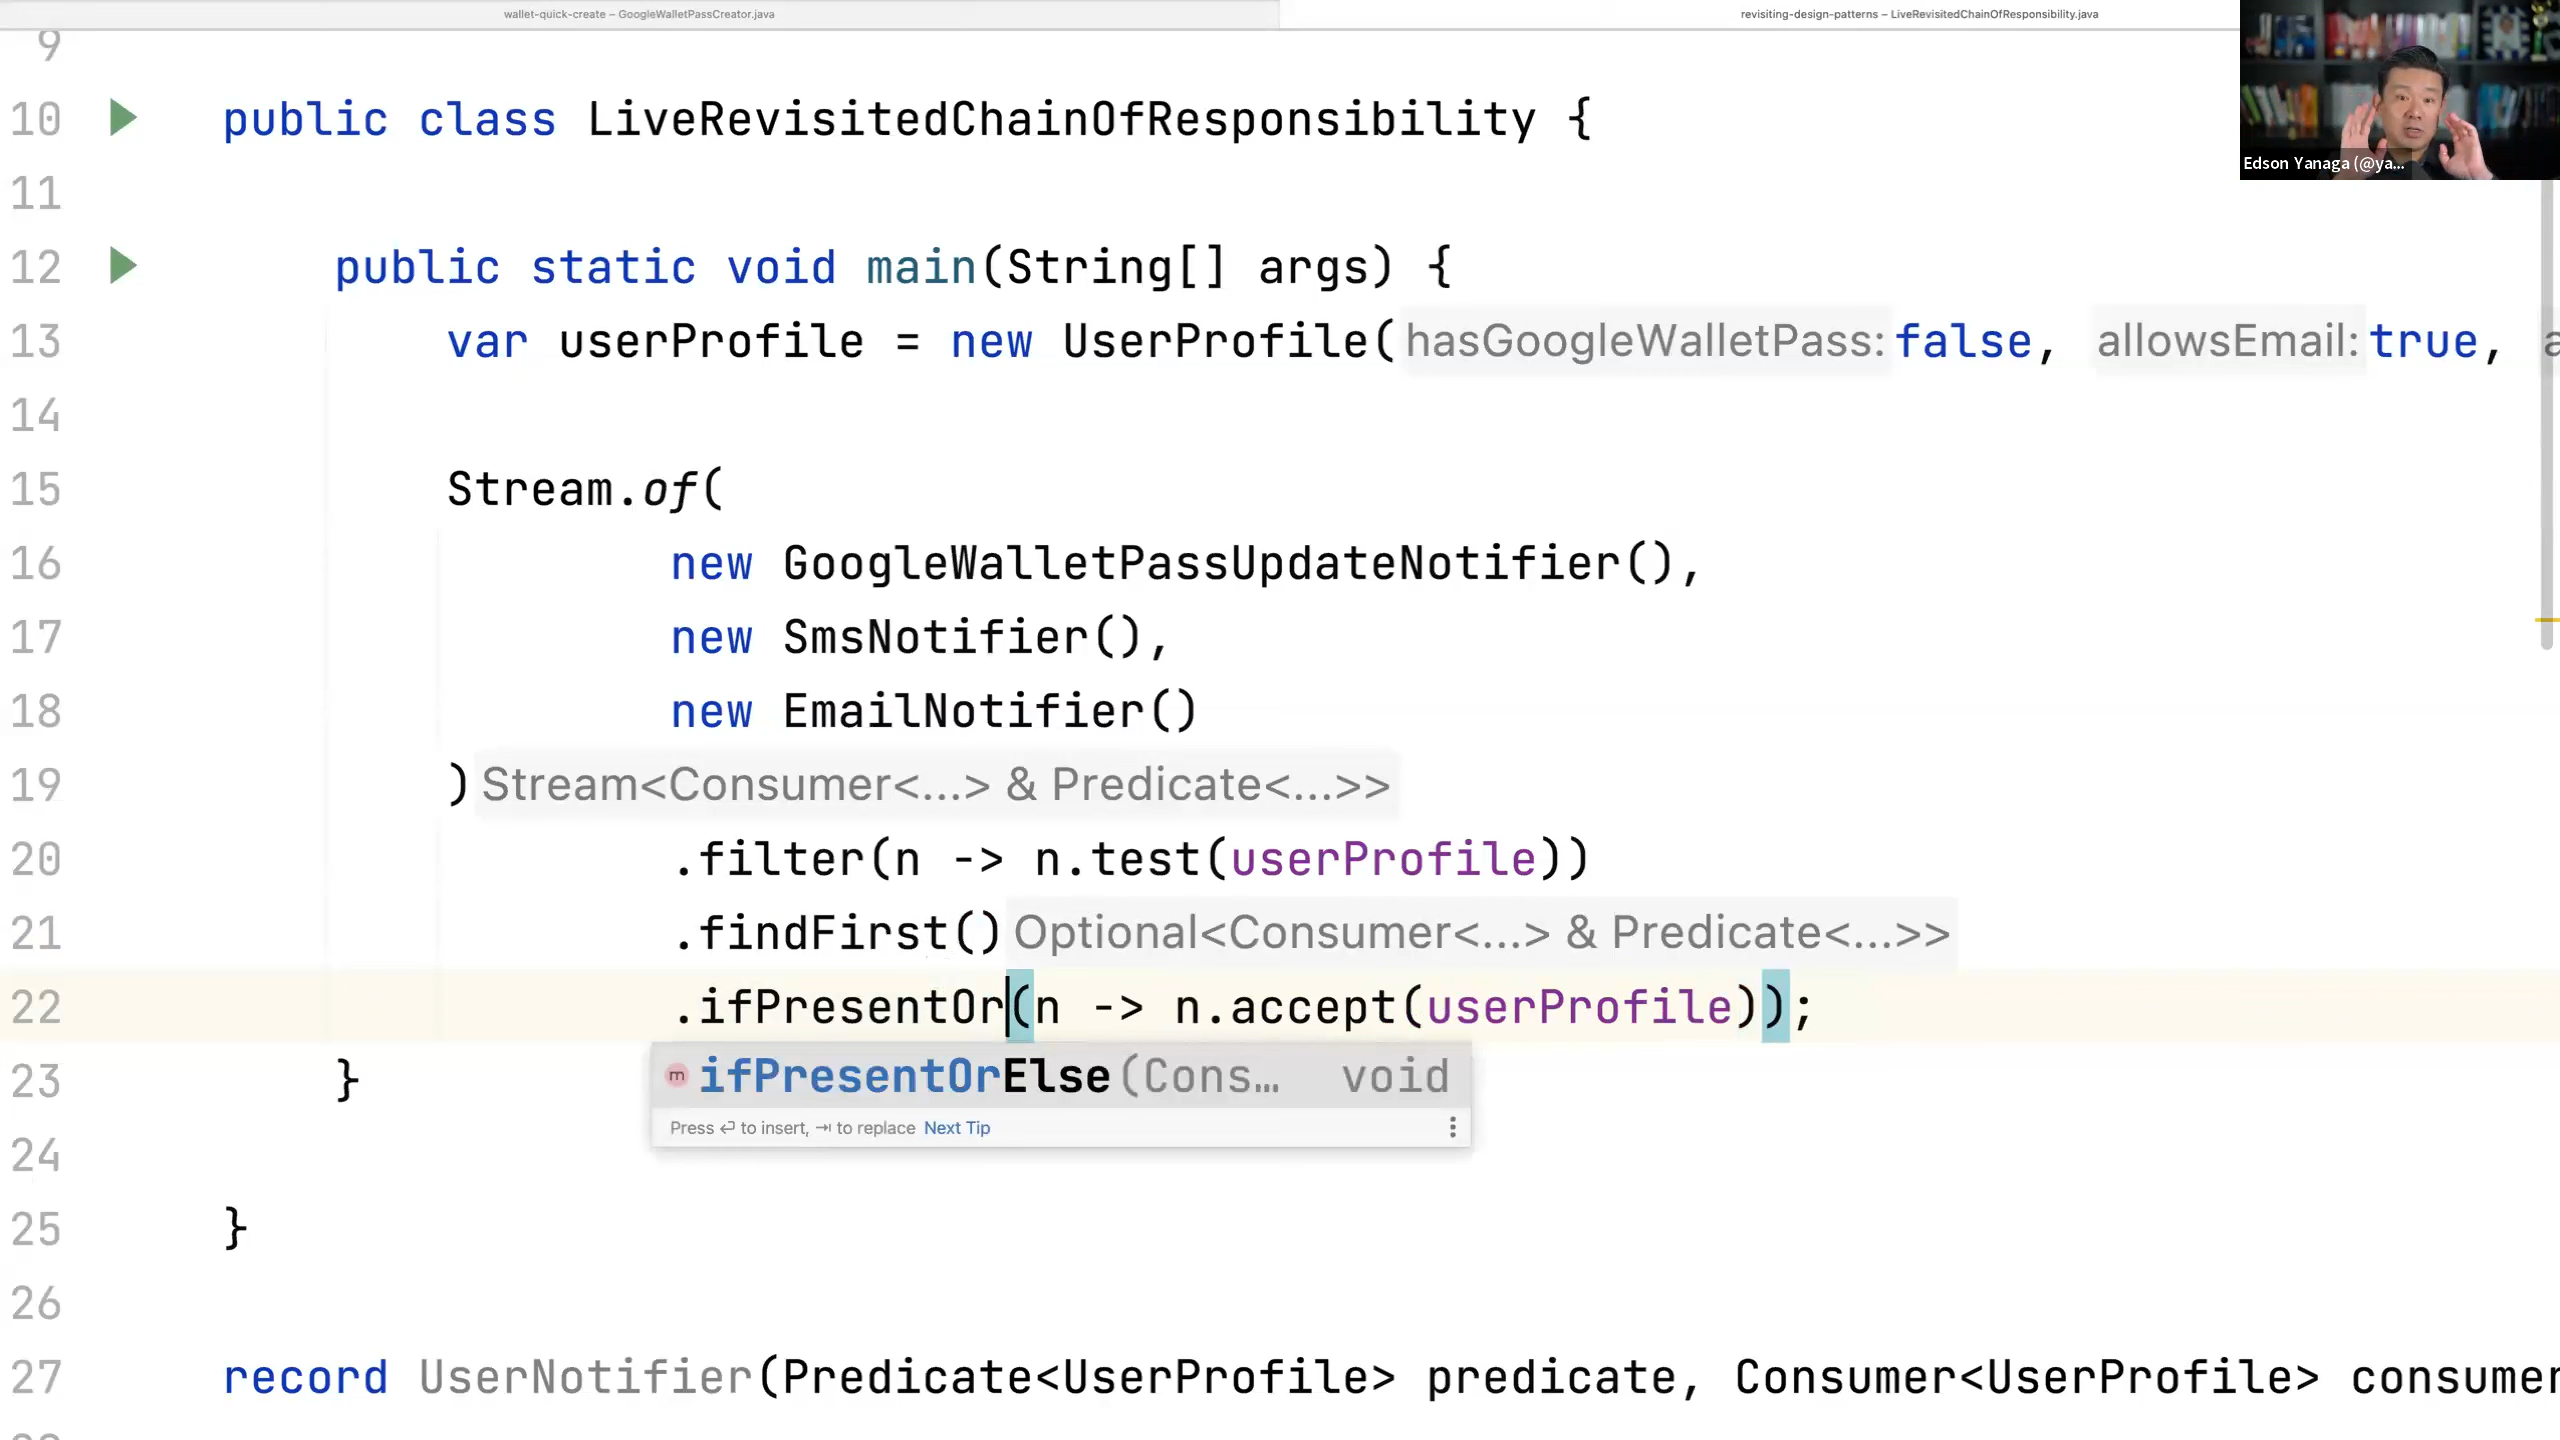 wallet-quick-create – GoogleWalletPassCreator.java
revisiting-design-patterns – LiveRevisitedChainOfResponsibility.java
Edson Yanaga (@ya...
9
10 public class LiveRevisitedChainOfResponsibility {
11
12 public static void main(String[] args) {
13 var userProfile = new UserProfile( hasGoogleWalletPass: false, allowsEmail: true, a
14
15 Stream.of(
16 new GoogleWalletPassUpdateNotifier(),
17 new SmsNotifier(),
18 new EmailNotifier()
19 ) Stream<Consumer<...> & Predicate<...>>
20 .filter(n -> n.test(userProfile))
21 .findFirst() Optional<Consumer<...> & Predicate<...>>
22 .ifPresentOr(n -> n.accept(userProfile));
m ifPresentOrElse(Cons... void
Press ↩ to insert, ⇥ to replace Next Tip
23 }
24
25 }
26
27 record UserNotifier(Predicate<UserProfile> predicate, Consumer<UserProfile> consumer